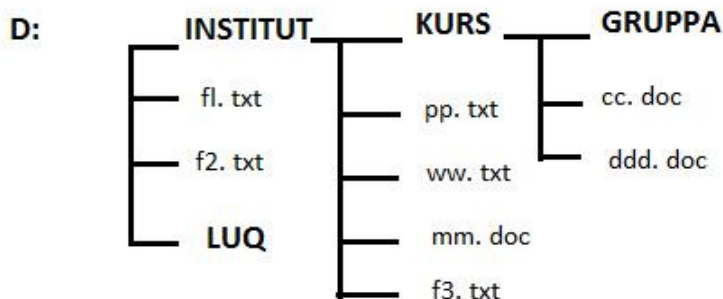 D: INSTITUT KURS GRUPPA
fl. txt pp. txt cc. doc
f2. txt ww. txt ddd. doc
LUQ mm. doc
f3. txt